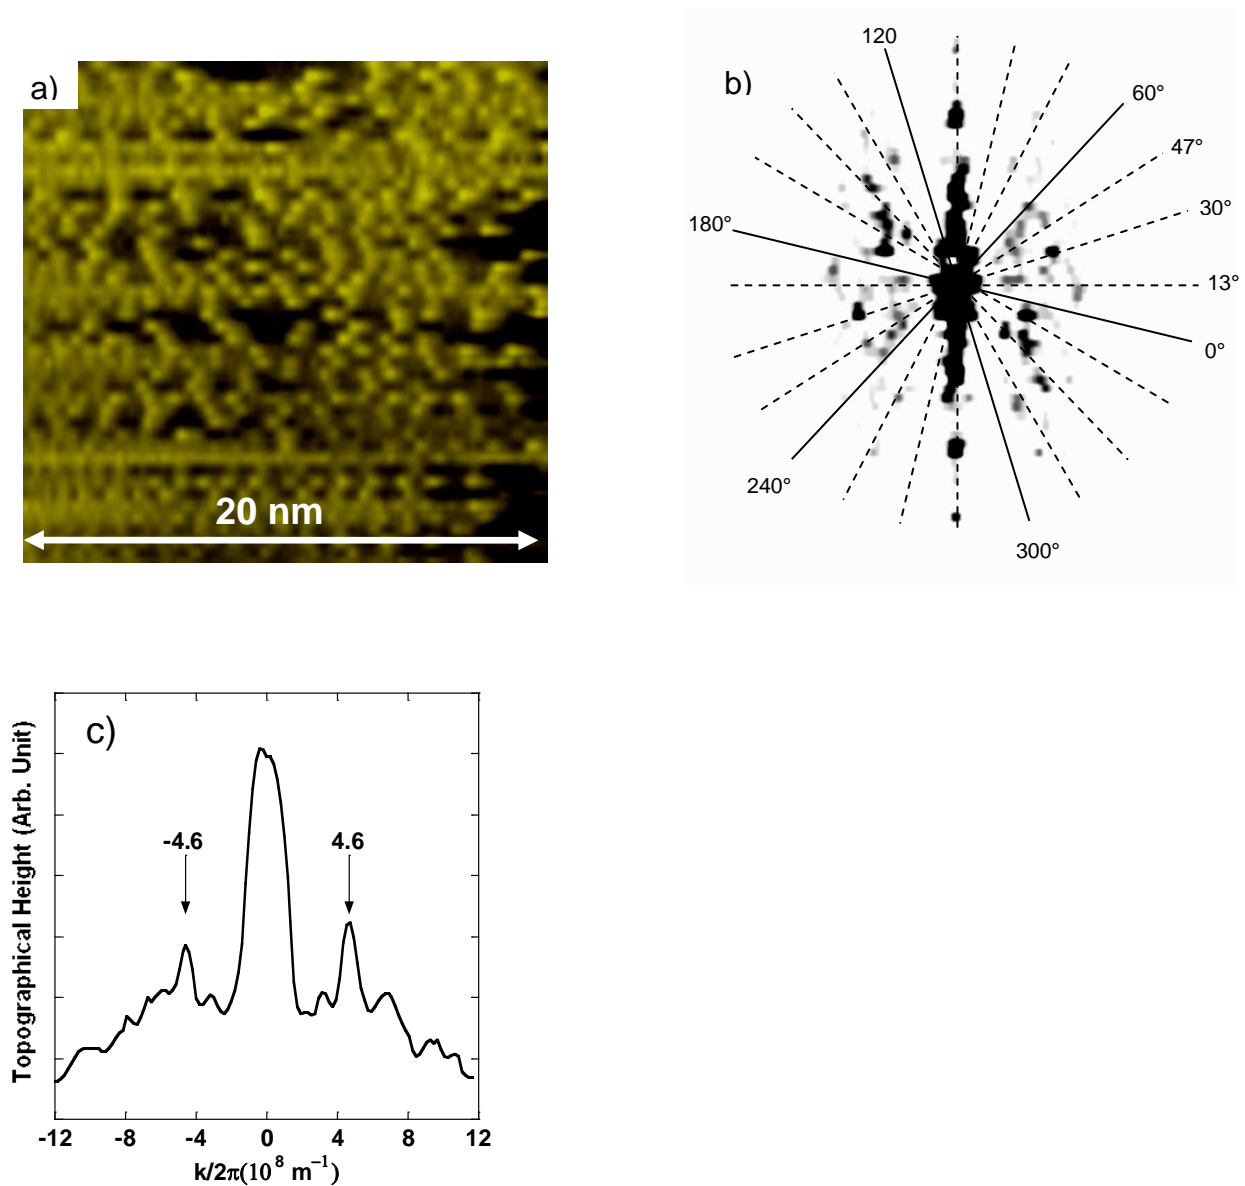 a)
20 nm
b)
120
60°
47°
30°
13°
0°
180°
240°
300°
c)
Topographical Height (Arb. Unit)
-4.6
4.6
-12 -8 -4 0 4 8 12
k/2π(10⁸ m⁻¹)